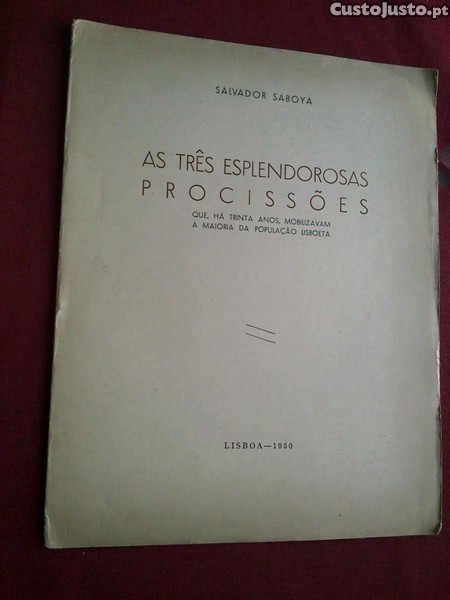 CustoJusto.pt
SALVADOR SABOYA
AS TRÊS ESPLENDOROSAS
PROCISSÕES
QUE, HÁ TRINTA ANOS, MOBILIZAVAM
A MAIORIA DA POPULAÇÃO LISBOETA
LISBOA—1950